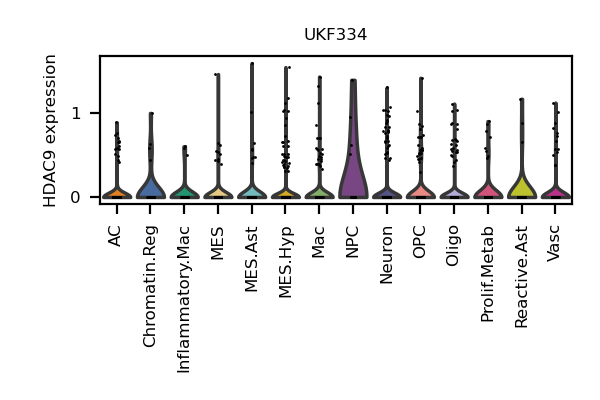 UKF334
HDAC9 expression
1
0
AC
Chromatin.Reg
Inflammatory.Mac
MES
MES.Ast
MES.Hyp
Mac
NPC
Neuron
OPC
Oligo
Prolif.Metab
Reactive.Ast
Vasc